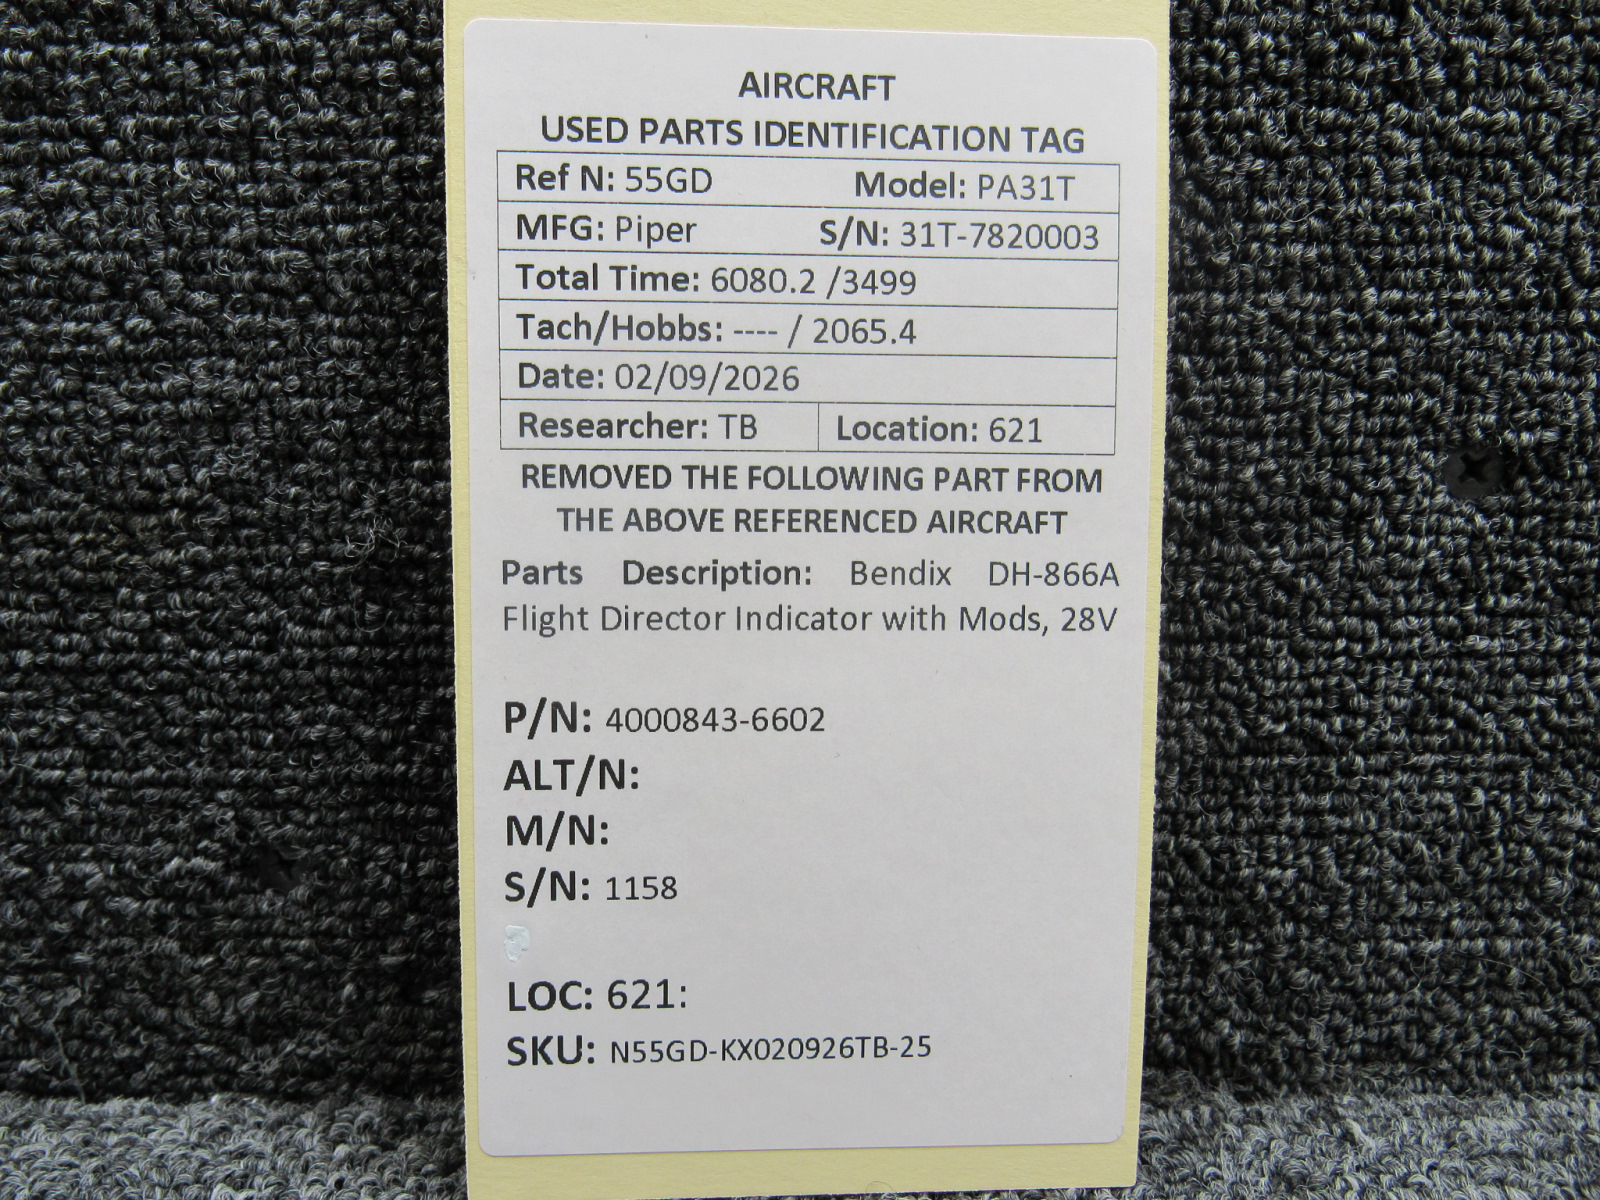 AIRCRAFT
USED PARTS IDENTIFICATION TAG
Ref N: 55GD Model: PA31T
MFG: Piper S/N: 31T-7820003
Total Time: 6080.2 /3499
Tach/Hobbs: ---- / 2065.4
Date: 02/09/2026
Researcher: TB Location: 621
REMOVED THE FOLLOWING PART FROM
THE ABOVE REFERENCED AIRCRAFT
Parts Description: Bendix DH-866A
Flight Director Indicator with Mods, 28V
P/N: 4000843-6602
ALT/N:
M/N:
S/N: 1158
LOC: 621:
SKU: N55GD-KX020926TB-25